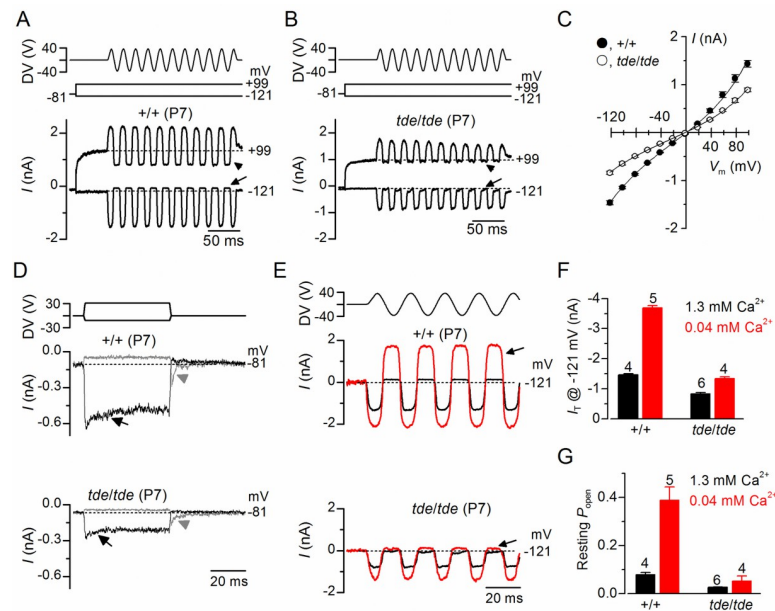 A
DV (V)
40
-40
mV
+99
-81
-121
+/+ (P7)
2
I (nA)
0
-2
+99
-121
50 ms
B
DV (V)
40
-40
mV
+99
-81
-121
tde/tde (P7)
2
1
I (nA)
0
-1
-2
+99
-121
50 ms
C
●, +/+
○, tde/tde
I (nA)
2
1
-120
-40
0
40
80
Vm (mV)
-1
-2
D
DV (V)
30
-30
+/+ (P7)
mV
0.0
-81
I (nA)
-0.3
-0.6
tde/tde (P7)
mV
0.0
-81
I (nA)
-0.3
-0.6
20 ms
E
DV (V)
40
-40
+/+ (P7)
2
mV
I (nA)
0
-121
-2
tde/tde (P7)
2
mV
I (nA)
0
-121
-2
20 ms
F
IT @ -121 mV (nA)
-4
-3
-2
-1
0
4
5
6
4
1.3 mM Ca2+
0.04 mM Ca2+
+/+
tde/tde
G
Resting Popen
0.4
0.2
0.0
4
5
6
4
1.3 mM Ca2+
0.04 mM Ca2+
+/+
tde/tde